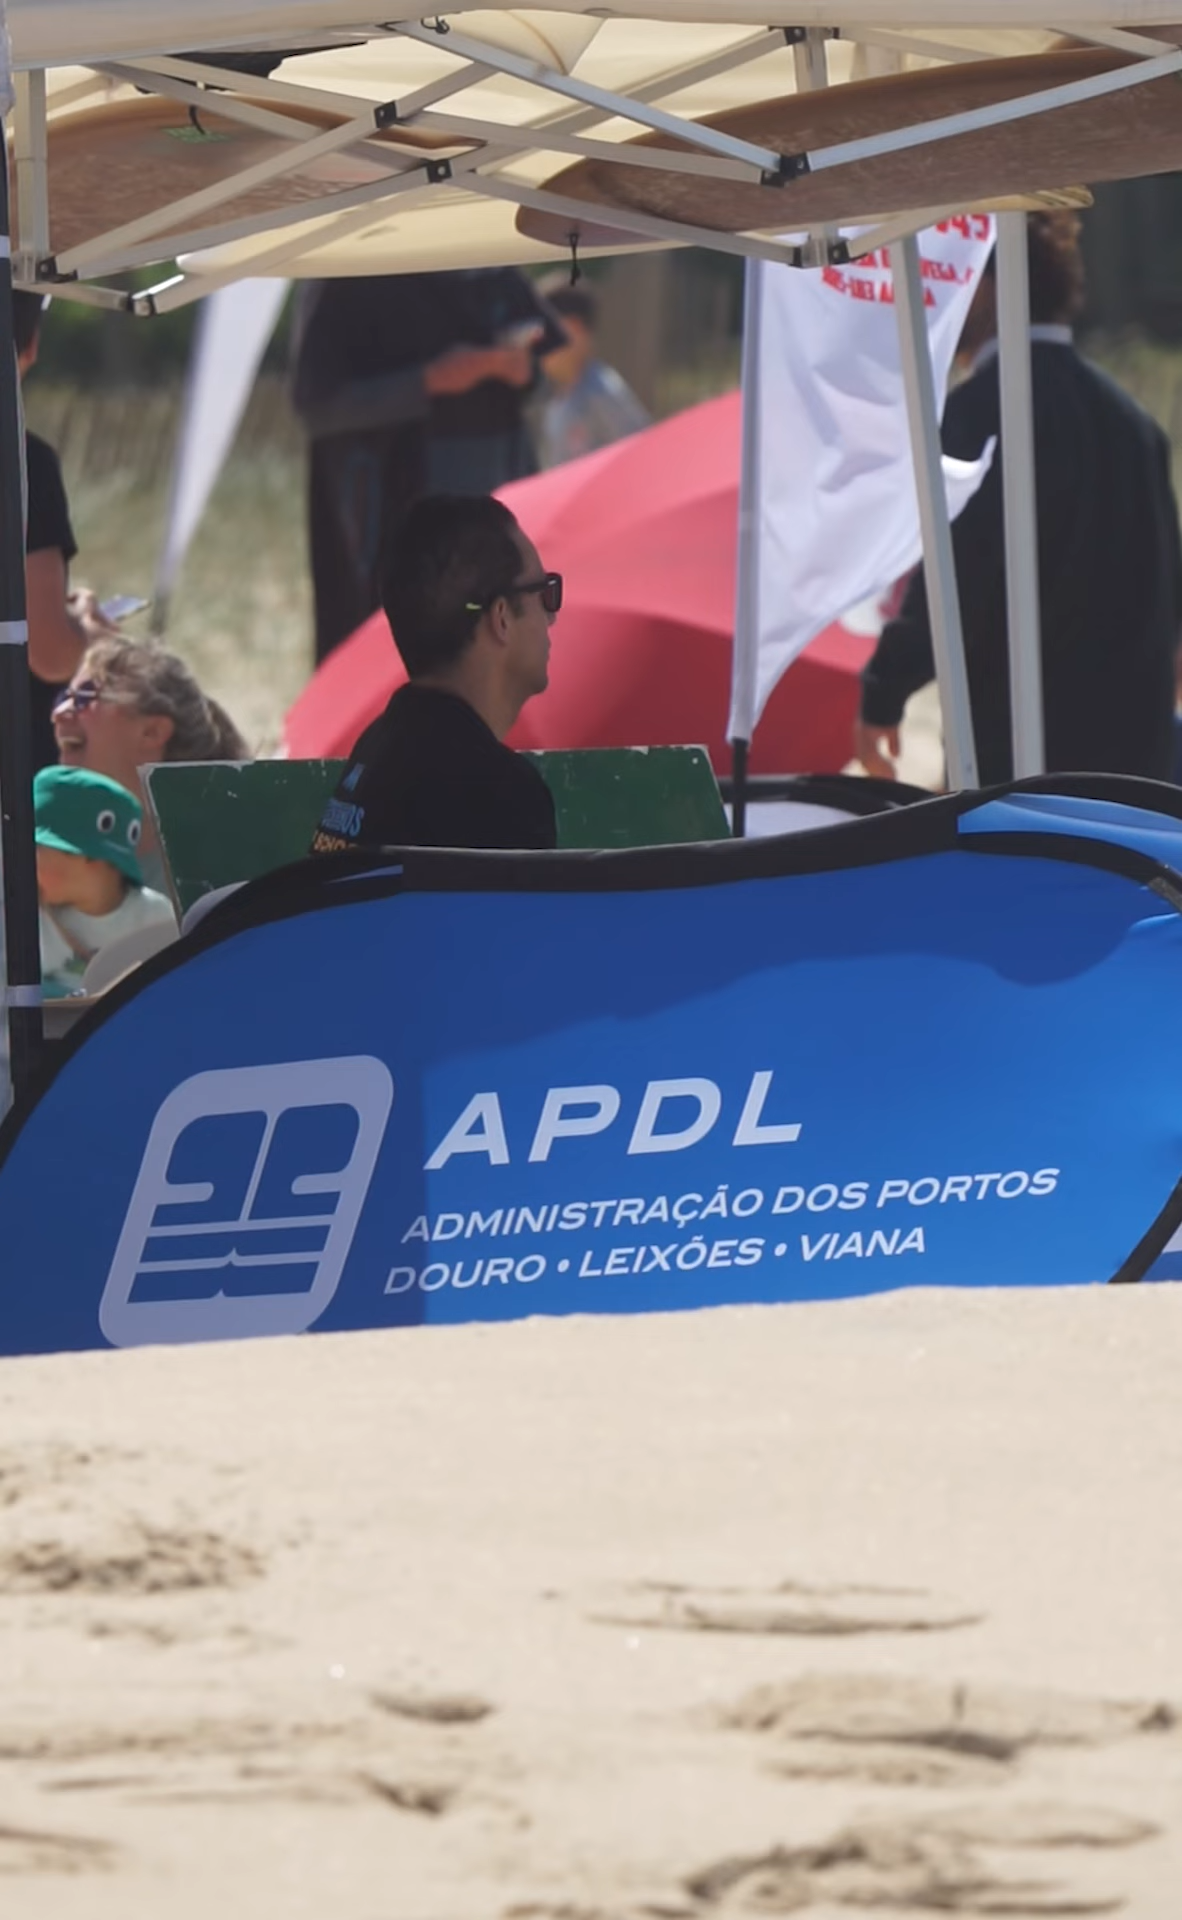 APDL
ADMINISTRAÇÃO DOS PORTOS
DOURO • LEIXÕES • VIANA